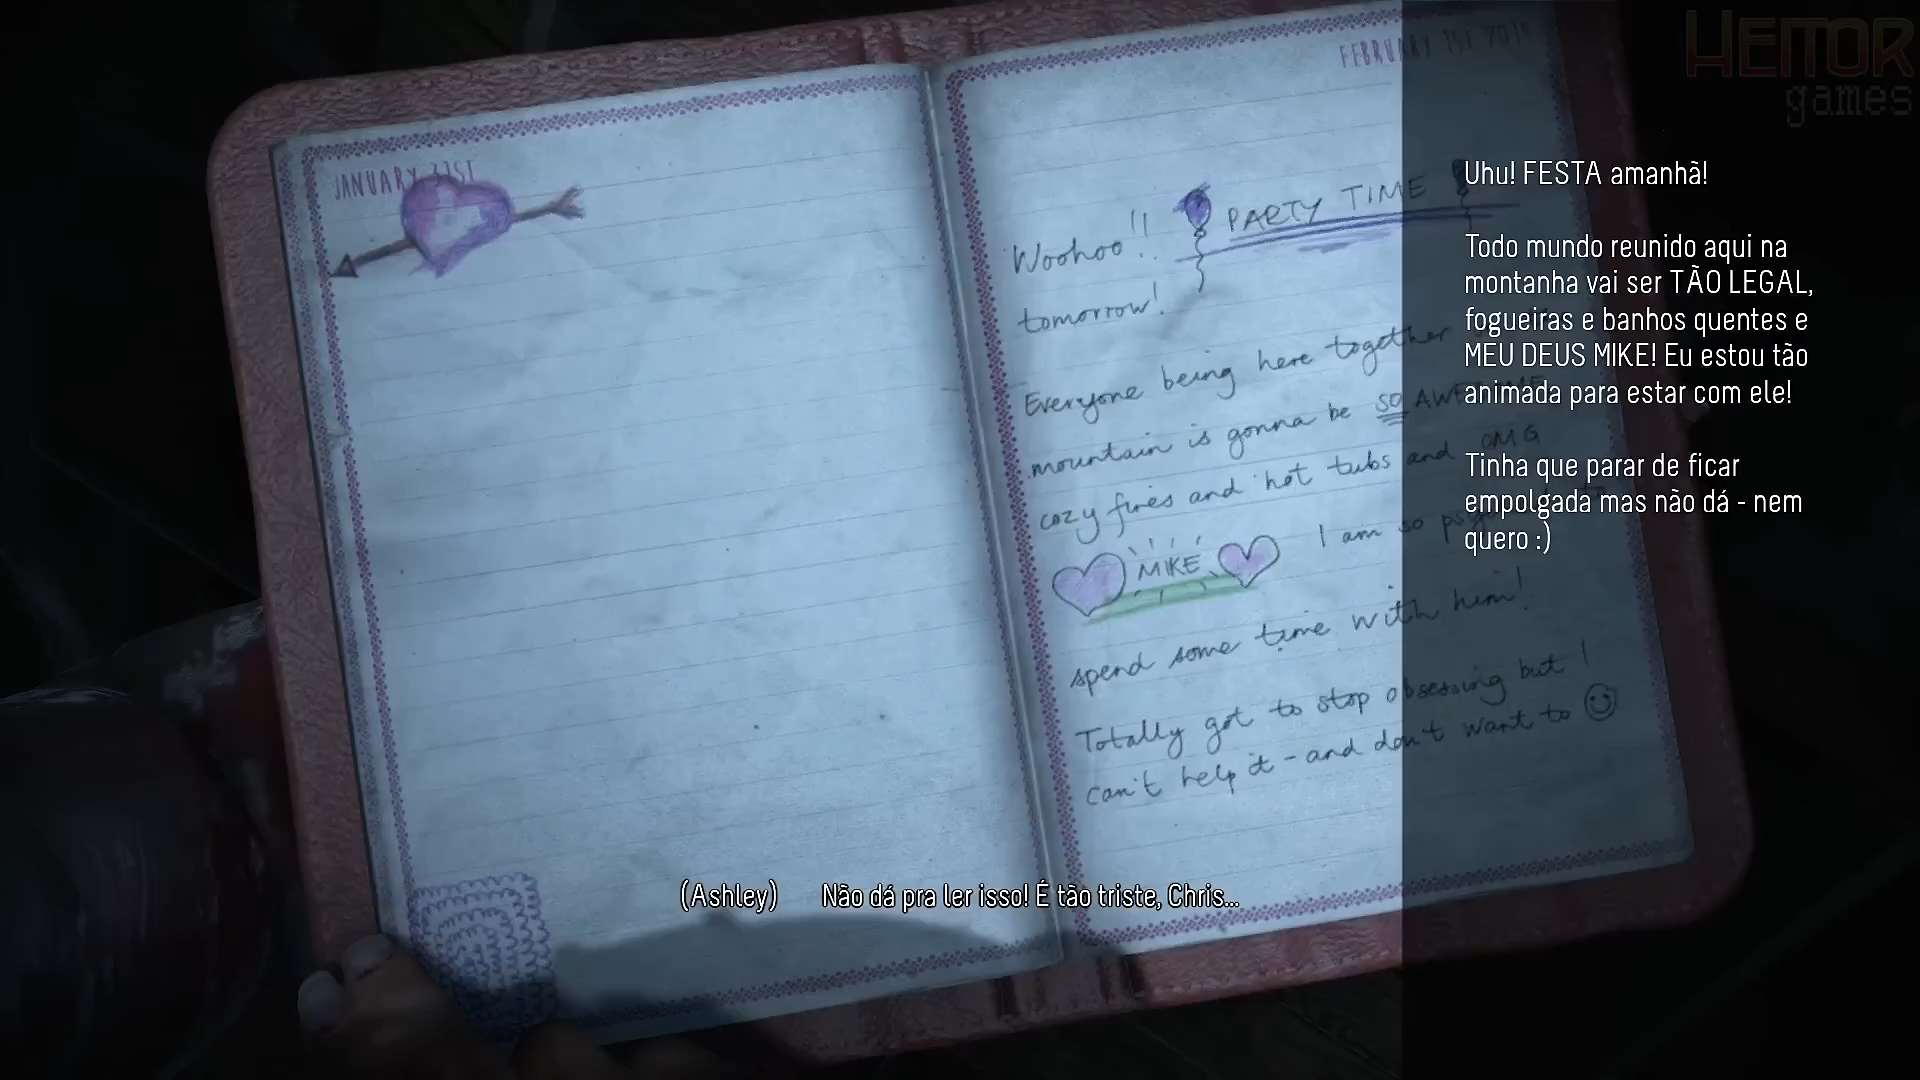 HEITOR
games
JANUARY 31ST
FEBRUARY 1ST
Woohoo!! PARTY TIME
tomorrow!
Everyone being here together
mountain is gonna be SO AWESOME
cozy fires and hot tubs and OMG
MIKE I am so
spend some time with him!
Totally got to stop obsessing but I
can't help it - and don't want to
Uhu! FESTA amanhã!
Todo mundo reunido aqui na
montanha vai ser TÃO LEGAL,
fogueiras e banhos quentes e
MEU DEUS MIKE! Eu estou tão
animada para estar com ele!
Tinha que parar de ficar
empolgada mas não dá - nem
quero :)
(Ashley) Não dá pra ler isso! É tão triste, Chris...